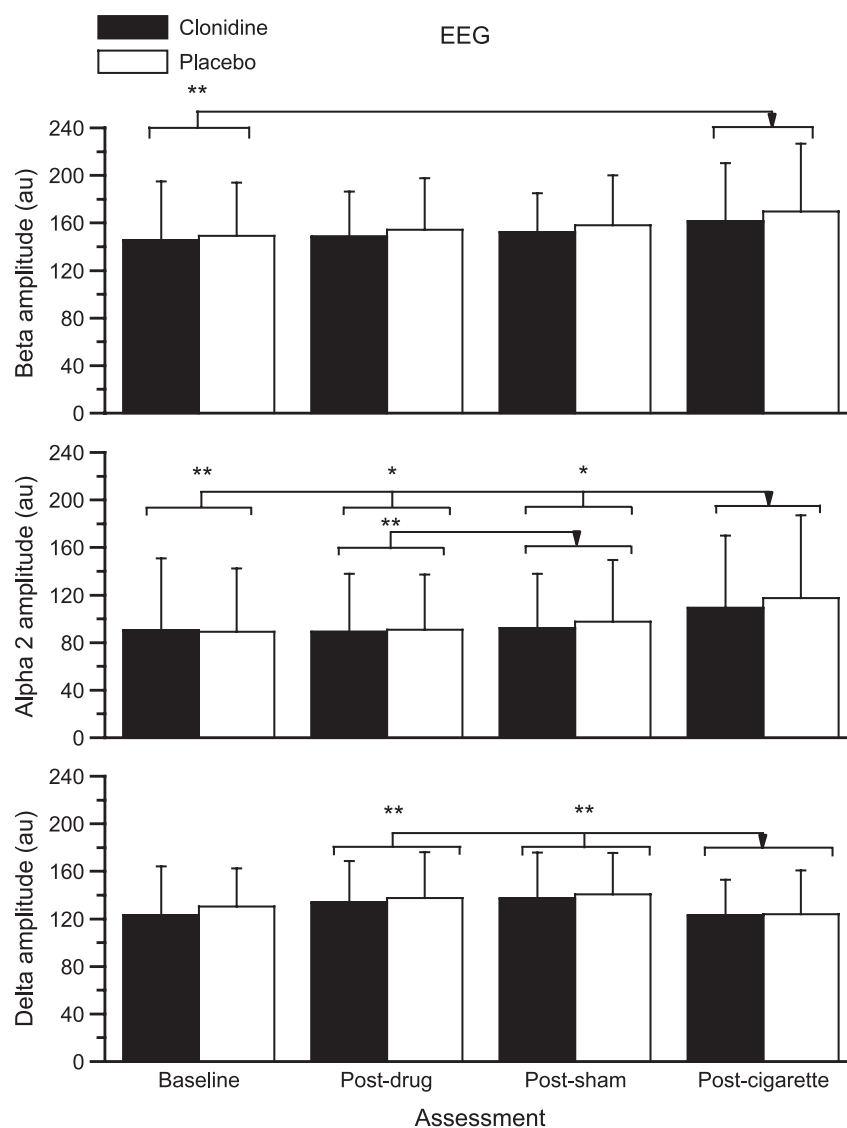 Clonidine
EEG
Placebo
**
240
200
160
120
80
40
0
Beta amplitude (au)
240
200
160
120
80
40
0
Alpha 2 amplitude (au)
** * *
**
240
200
160
120
80
40
0
Delta amplitude (au)
** **
Baseline Post-drug Post-sham Post-cigarette
Assessment